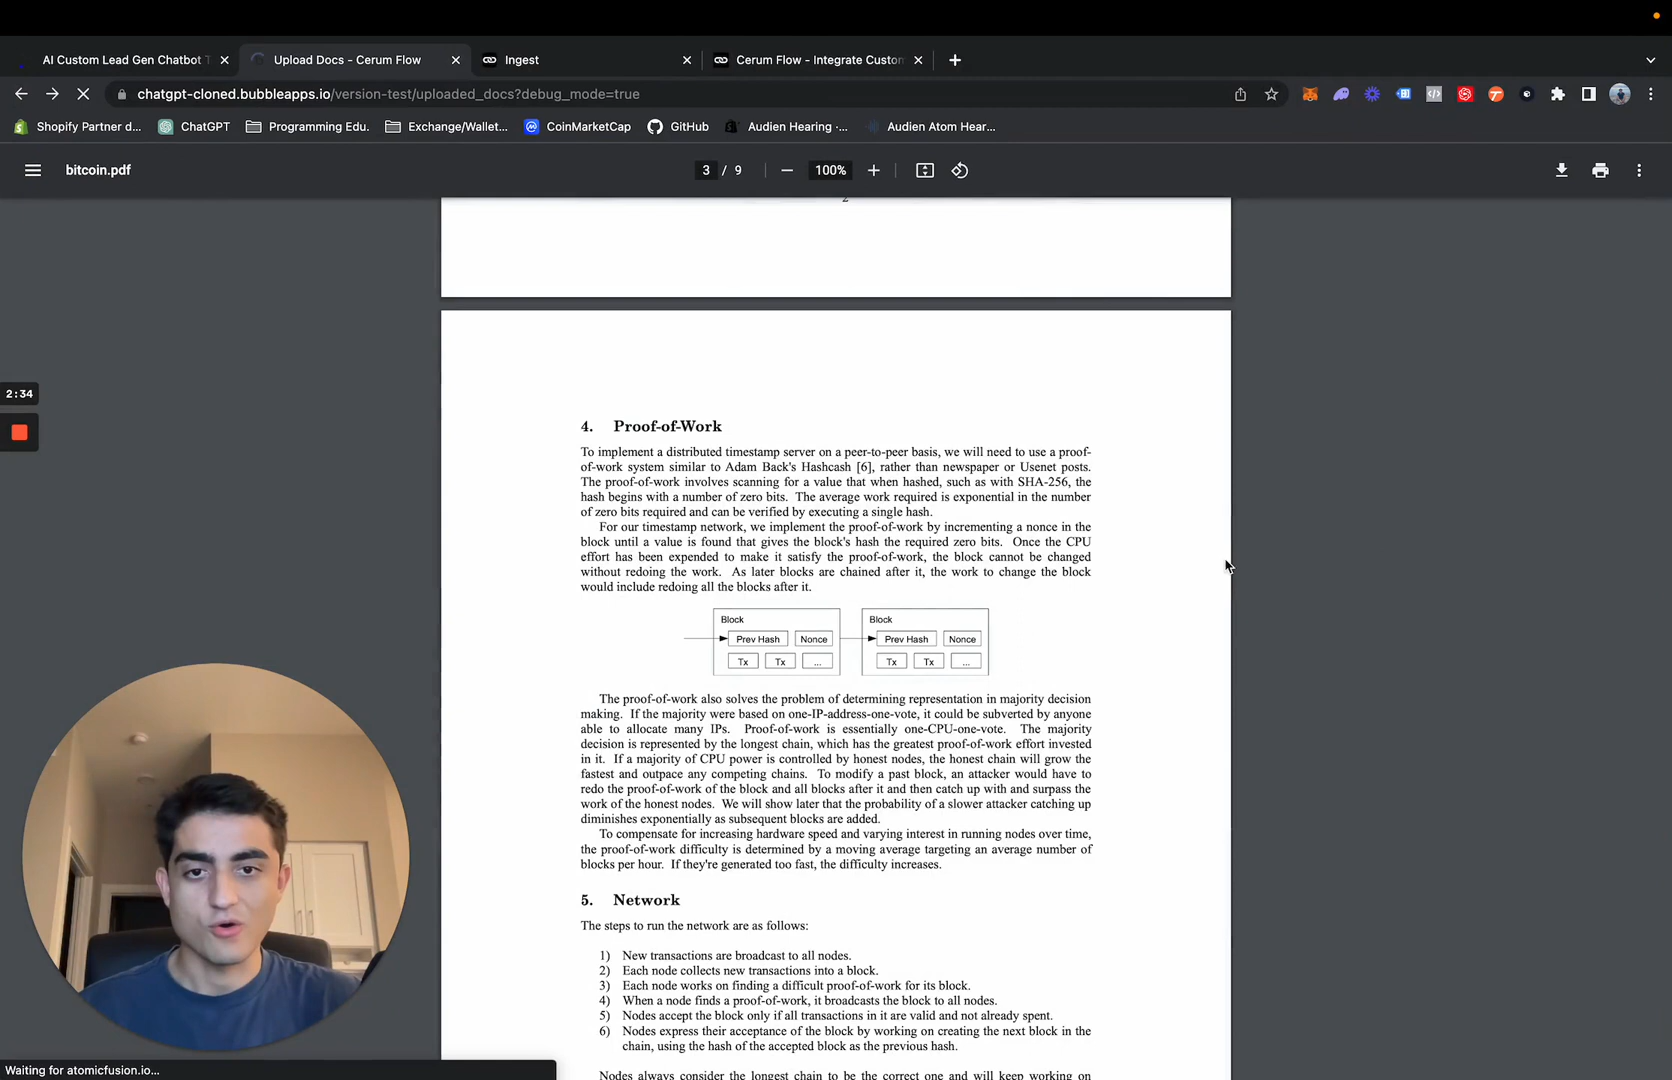 AI Custom Lead Gen Chatbot T
Upload Docs - Cerum Flow
Ingest
Cerum Flow - Integrate Custom
chatgpt-cloned.bubbleapps.io/version-test/uploaded_docs?debug_mode=true
Shopify Partner d...
ChatGPT
Programming Edu.
Exchange/Wallet...
CoinMarketCap
GitHub
Audien Hearing -...
Audien Atom Hear...
bitcoin.pdf
3 / 9
100%
2
2:34
4. Proof-of-Work
To implement a distributed timestamp server on a peer-to-peer basis, we will need to use a proof-
of-work system similar to Adam Back's Hashcash [6], rather than newspaper or Usenet posts.
The proof-of-work involves scanning for a value that when hashed, such as with SHA-256, the
hash begins with a number of zero bits. The average work required is exponential in the number
of zero bits required and can be verified by executing a single hash.
For our timestamp network, we implement the proof-of-work by incrementing a nonce in the
block until a value is found that gives the block's hash the required zero bits. Once the CPU
effort has been expended to make it satisfy the proof-of-work, the block cannot be changed
without redoing the work. As later blocks are chained after it, the work to change the block
would include redoing all the blocks after it.
Block
Prev Hash
Nonce
Tx
Tx
...
Block
Prev Hash
Nonce
Tx
Tx
...
The proof-of-work also solves the problem of determining representation in majority decision
making. If the majority were based on one-IP-address-one-vote, it could be subverted by anyone
able to allocate many IPs. Proof-of-work is essentially one-CPU-one-vote. The majority
decision is represented by the longest chain, which has the greatest proof-of-work effort invested
in it. If a majority of CPU power is controlled by honest nodes, the honest chain will grow the
fastest and outpace any competing chains. To modify a past block, an attacker would have to
redo the proof-of-work of the block and all blocks after it and then catch up with and surpass the
work of the honest nodes. We will show later that the probability of a slower attacker catching up
diminishes exponentially as subsequent blocks are added.
To compensate for increasing hardware speed and varying interest in running nodes over time,
the proof-of-work difficulty is determined by a moving average targeting an average number of
blocks per hour. If they're generated too fast, the difficulty increases.
5. Network
The steps to run the network are as follows:
1) New transactions are broadcast to all nodes.
2) Each node collects new transactions into a block.
3) Each node works on finding a difficult proof-of-work for its block.
4) When a node finds a proof-of-work, it broadcasts the block to all nodes.
5) Nodes accept the block only if all transactions in it are valid and not already spent.
6) Nodes express their acceptance of the block by working on creating the next block in the
chain, using the hash of the accepted block as the previous hash.
Nodes always consider the longest chain to be the correct one and will keep working on
Waiting for atomicfusion.io...